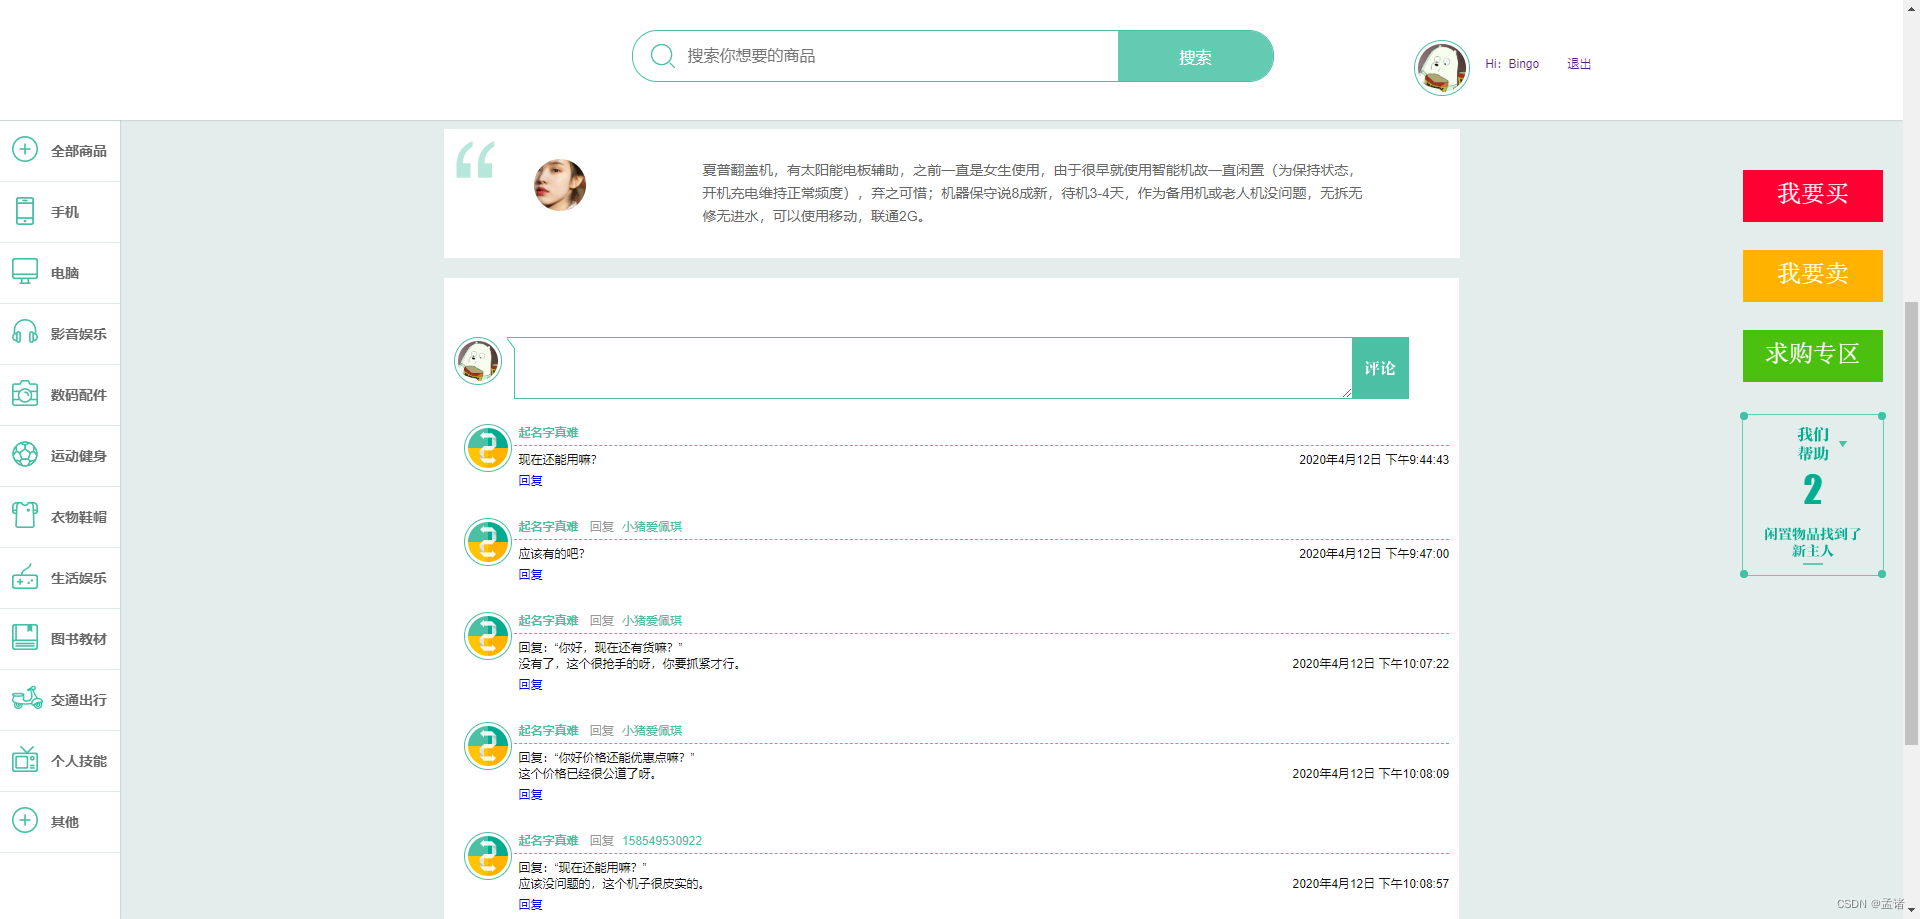 搜索你想要的商品
搜索
Hi：Bingo
退出
全部商品
手机
电脑
影音娱乐
数码配件
运动健身
衣物鞋帽
生活娱乐
图书教材
交通出行
个人技能
其他
夏普翻盖机，有太阳能电板辅助，之前一直是女生使用，由于很早就使用智能机故一直闲置（为保持状态，
开机充电维持正常频度），弃之可惜；机器保守说8成新，待机3-4天，作为备用机或老人机没问题，无拆无
修无进水，可以使用移动，联通2G。
评论
起名字真难
现在还能用嘛？
2020年4月12日 下午9:44:43
回复
起名字真难 回复 小猪爱佩琪
应该有的吧？
2020年4月12日 下午9:47:00
回复
起名字真难 回复 小猪爱佩琪
回复：“你好，现在还有货嘛？”
没有了，这个很抢手的呀，你要抓紧才行。
2020年4月12日 下午10:07:22
回复
起名字真难 回复 小猪爱佩琪
回复：“你好价格还能优惠点嘛？”
这个价格已经很公道了呀。
2020年4月12日 下午10:08:09
回复
起名字真难 回复 158549530922
回复：“现在还能用嘛？”
应该没问题的，这个机子很皮实的。
2020年4月12日 下午10:08:57
回复
我要买
我要卖
求购专区
我们
帮助
2
闲置物品找到了
新主人
CSDN @孟诸